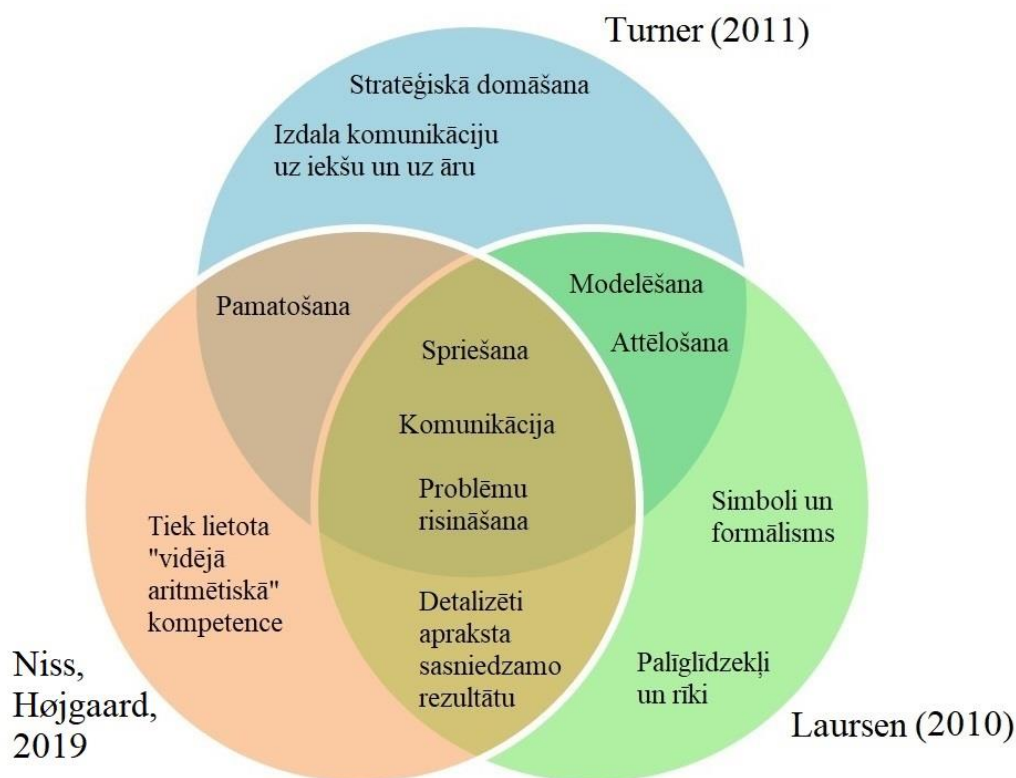 Turner (2011)
Stratēģiskā domāšana
Izdala komunikāciju
uz iekšu un uz āru
Pamatošana
Modelēšana
Attēlošana
Spriešana
Komunikācija
Problēmu
risināšana
Tiek lietota
"vidējā
aritmētiskā"
kompetence
Simboli un
formālisms
Detalizēti
apraksta
sasniedzamo
rezultātu
Palīglīdzekļi
un rīki
Niss,
Højgaard,
2019
Laursen (2010)